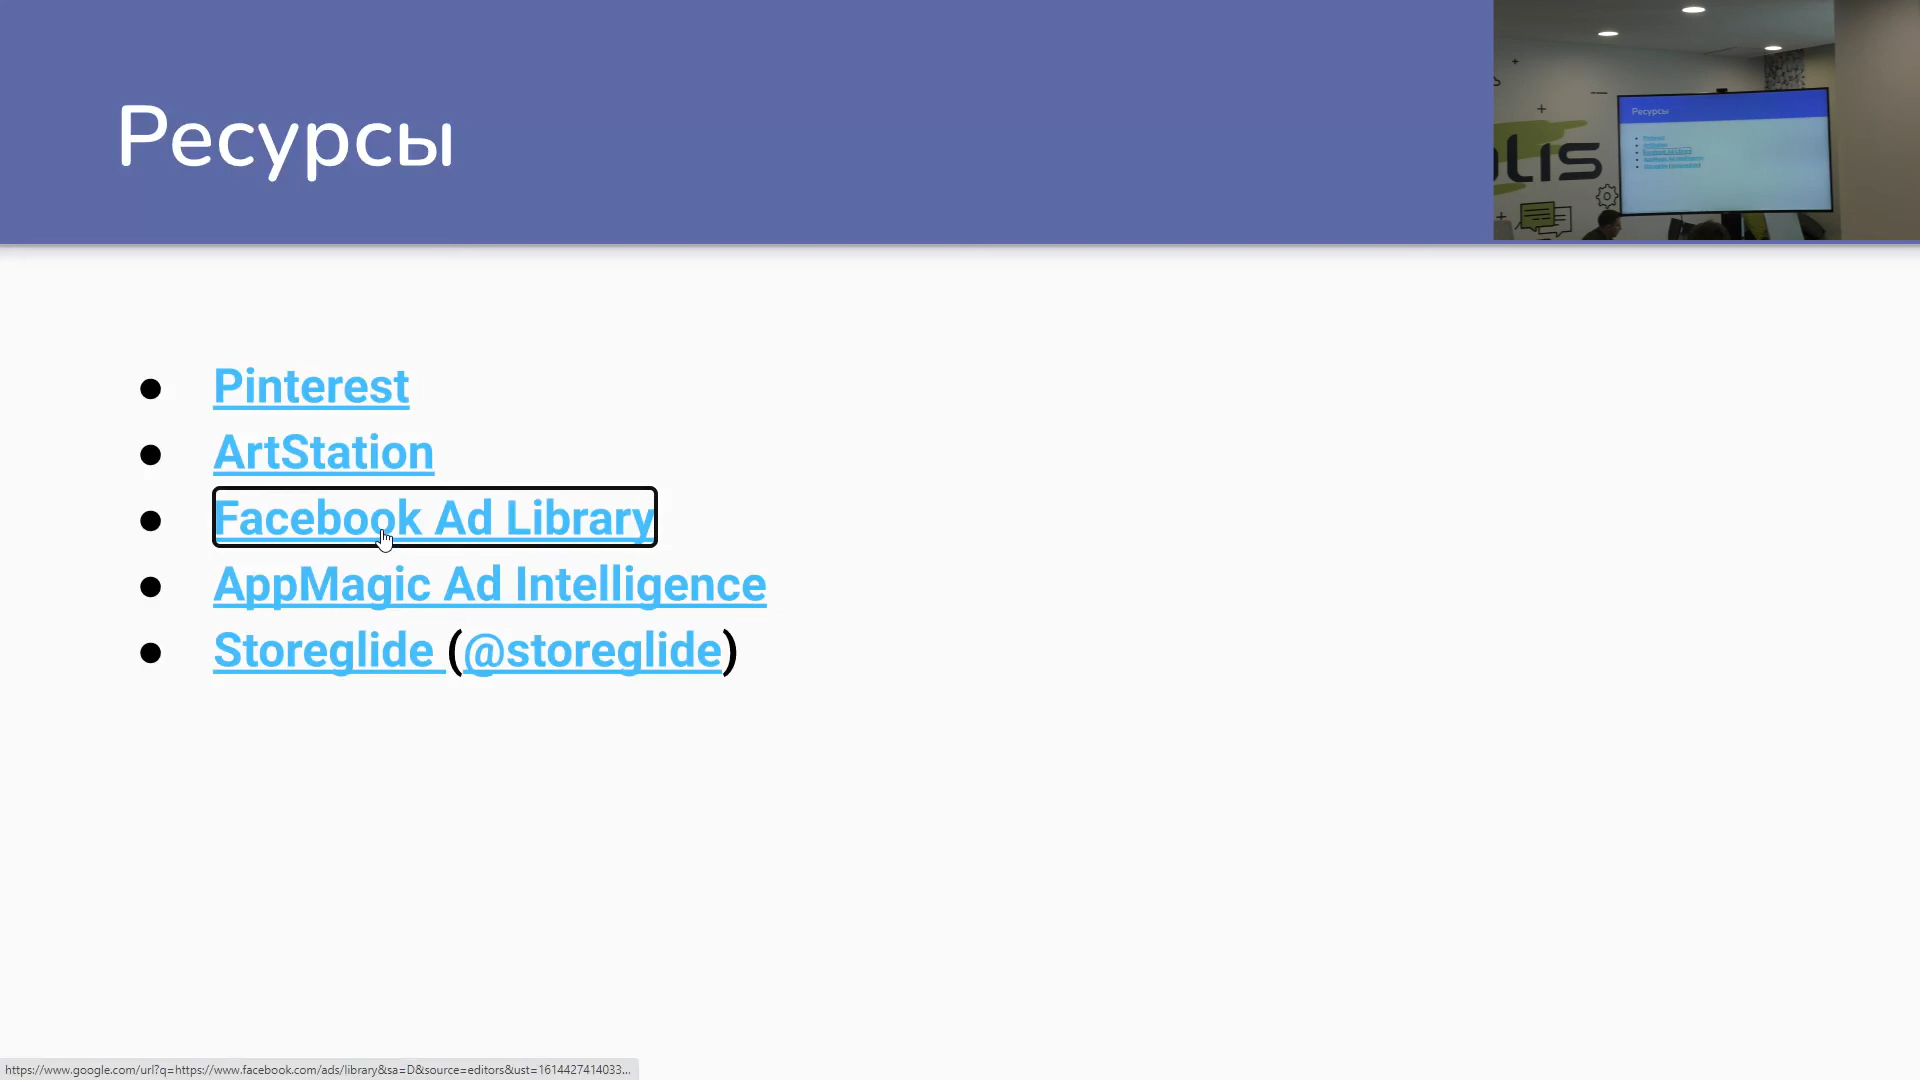 Ресурсы
Pinterest
ArtStation
Facebook Ad Library
AppMagic Ad Intelligence
Storeglide (@storeglide)
https://www.google.com/url?q=https://www.facebook.com/ads/library&sa=D&source=editors&ust=1614427414033...
Ресурсы